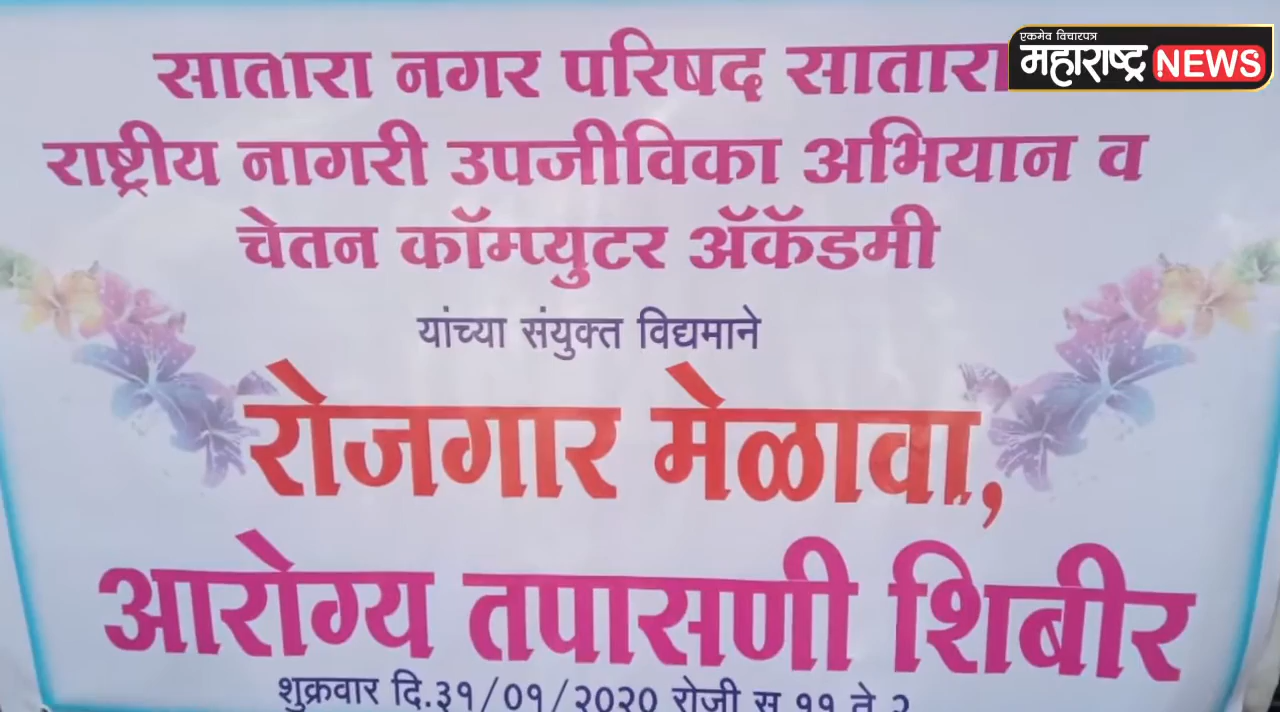 एकमेव विचारपत्र
महाराष्ट्र NEWS
सातारा नगर परिषद सातारा
राष्ट्रीय नागरी उपजीविका अभियान व
चेतन कॉम्प्युटर ॲकॅडमी
यांच्या संयुक्त विद्यमाने
रोजगार मेळावा,
आरोग्य तपासणी शिबीर
शुक्रवार दि.३१/०१/२०२० रोजी स ११ ते २